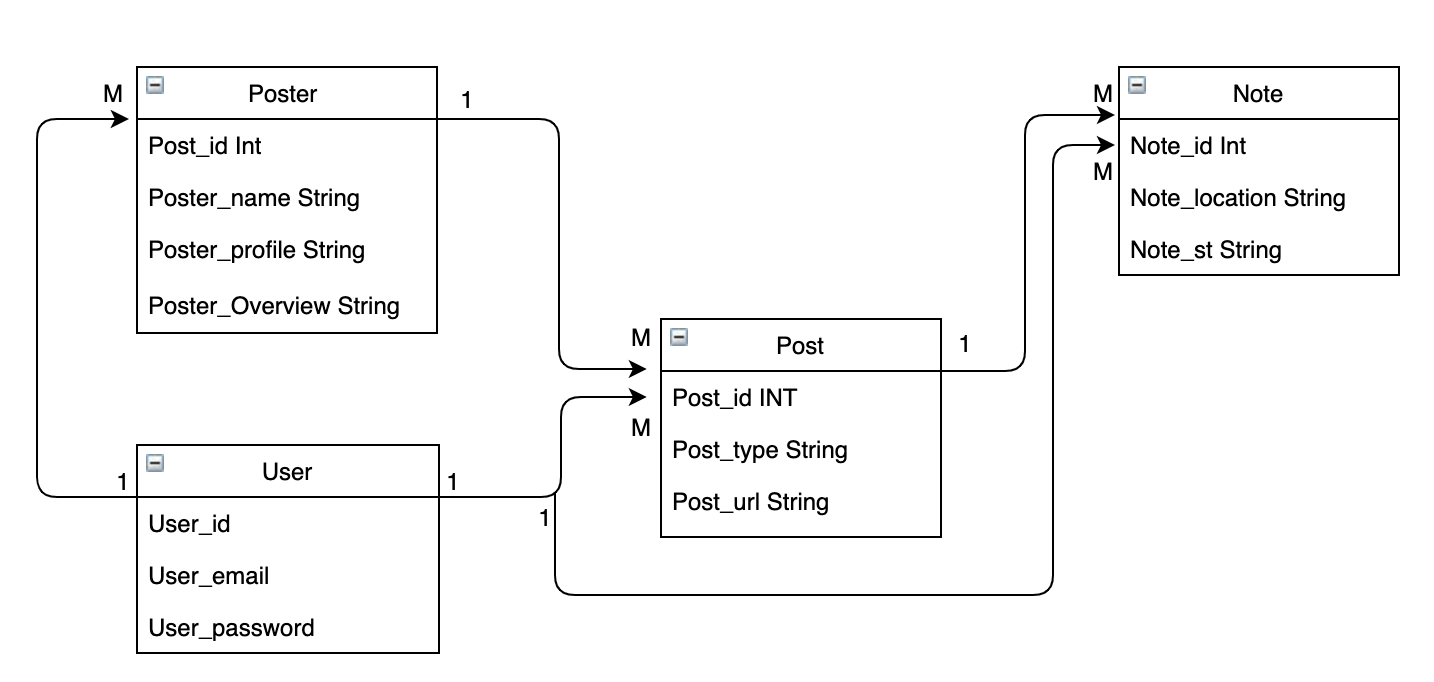 M
Poster
1
Post_id Int
Poster_name String
Poster_profile String
Poster_Overview String
M
Note
M
Note_id Int
Note_location String
Note_st String
M
Post
1
M
Post_id INT
Post_type String
Post_url String
1
User
1
1
User_id
User_email
User_password